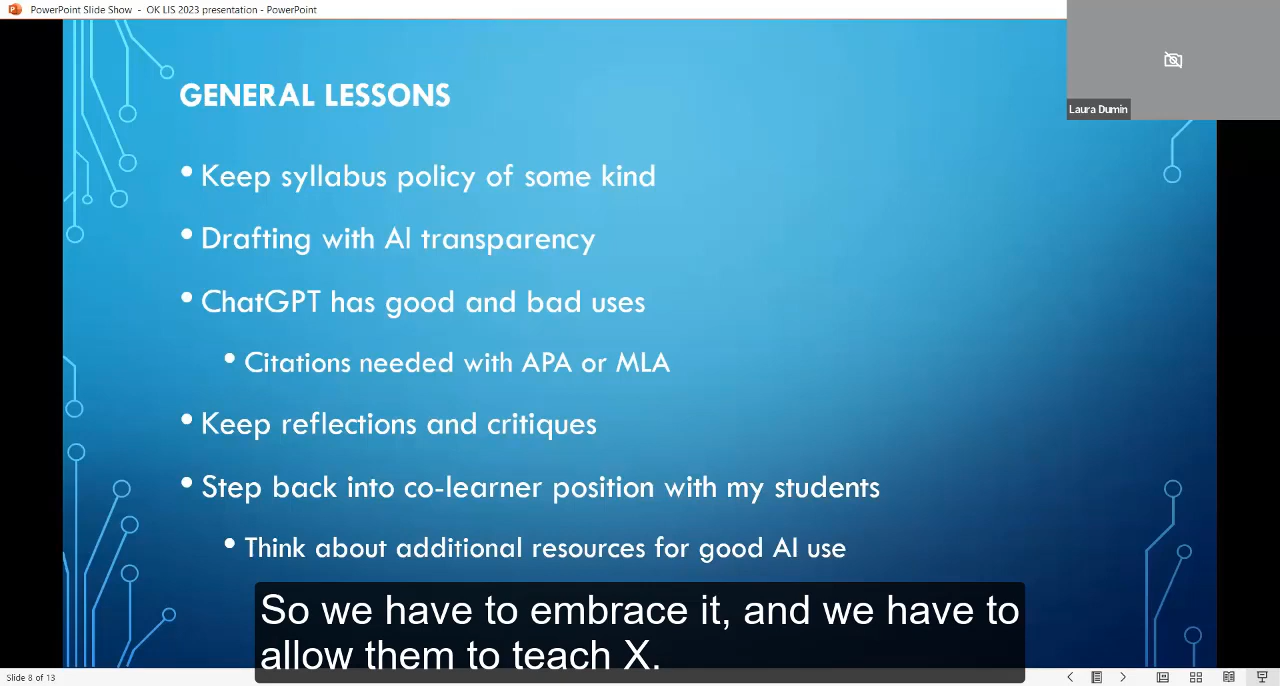 PowerPoint Slide Show - OK LIS 2023 presentation - PowerPoint
Laura Dumin
GENERAL LESSONS
• Keep syllabus policy of some kind
• Drafting with AI transparency
• ChatGPT has good and bad uses
• Citations needed with APA or MLA
• Keep reflections and critiques
• Step back into co-learner position with my students
• Think about additional resources for good AI use
So we have to embrace it, and we have to
allow them to teach X.
Slide 8 of 13